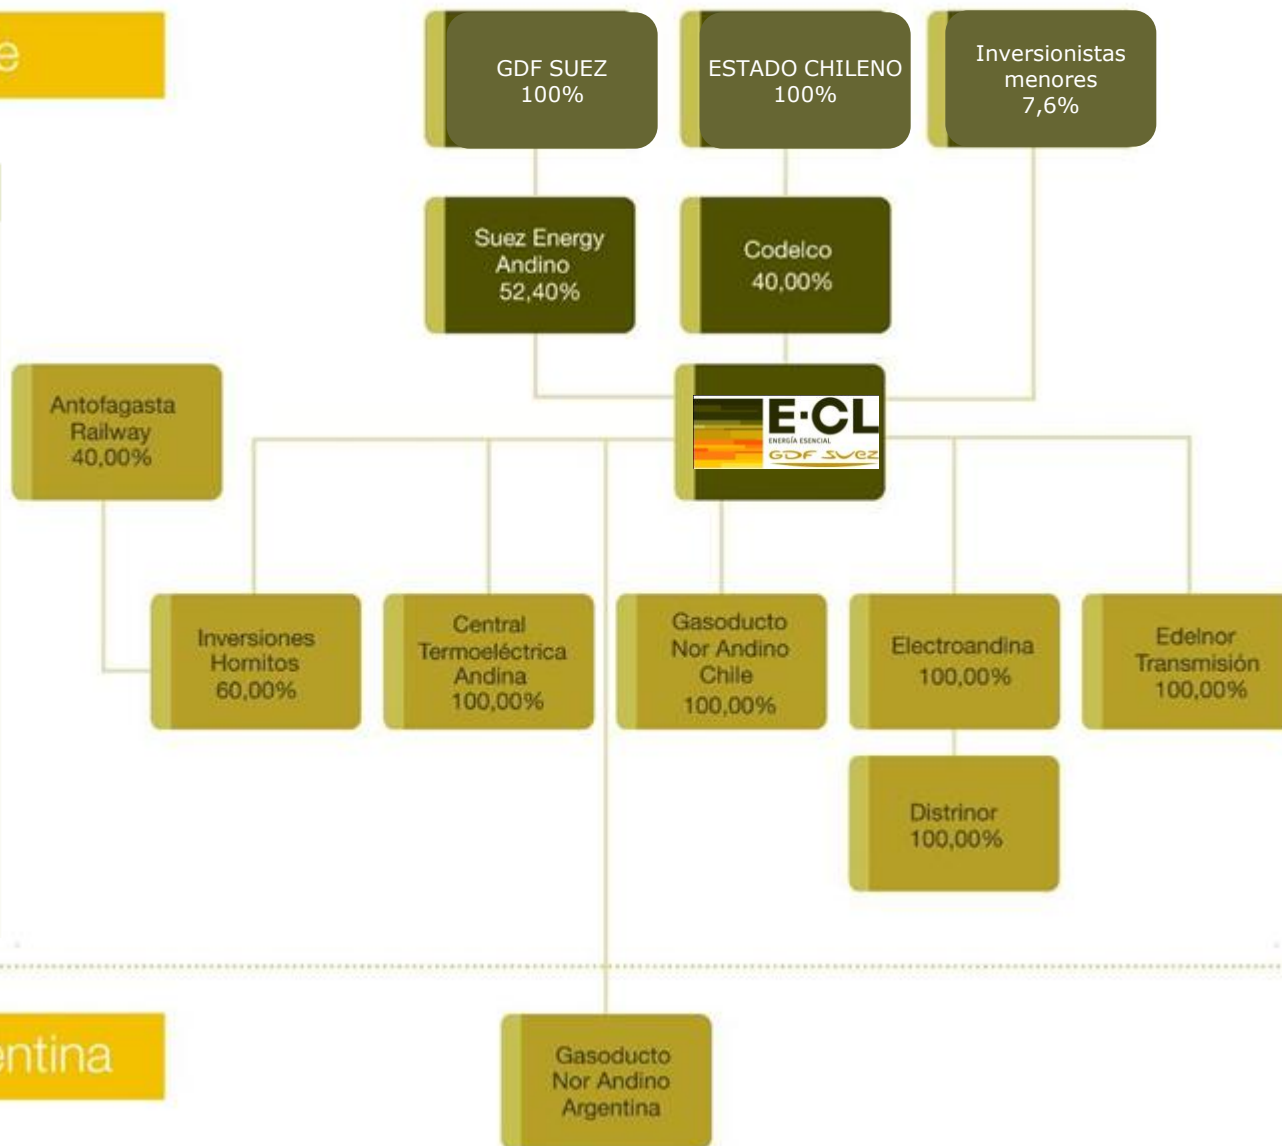 e
GDF SUEZ
100%
ESTADO CHILENO
100%
Inversionistas
menores
7,6%
Suez Energy
Andino
52,40%
Codelco
40,00%
Antofagasta
Railway
40,00%
E·CL
ENERGÍA ESENCIAL
GDF SUEZ
Inversiones
Hornitos
60,00%
Central
Termoeléctrica
Andina
100,00%
Gasoducto
Nor Andino
Chile
100,00%
Electroandina
100,00%
Edelnor
Transmisión
100,00%
Distrinor
100,00%
entina
Gasoducto
Nor Andino
Argentina